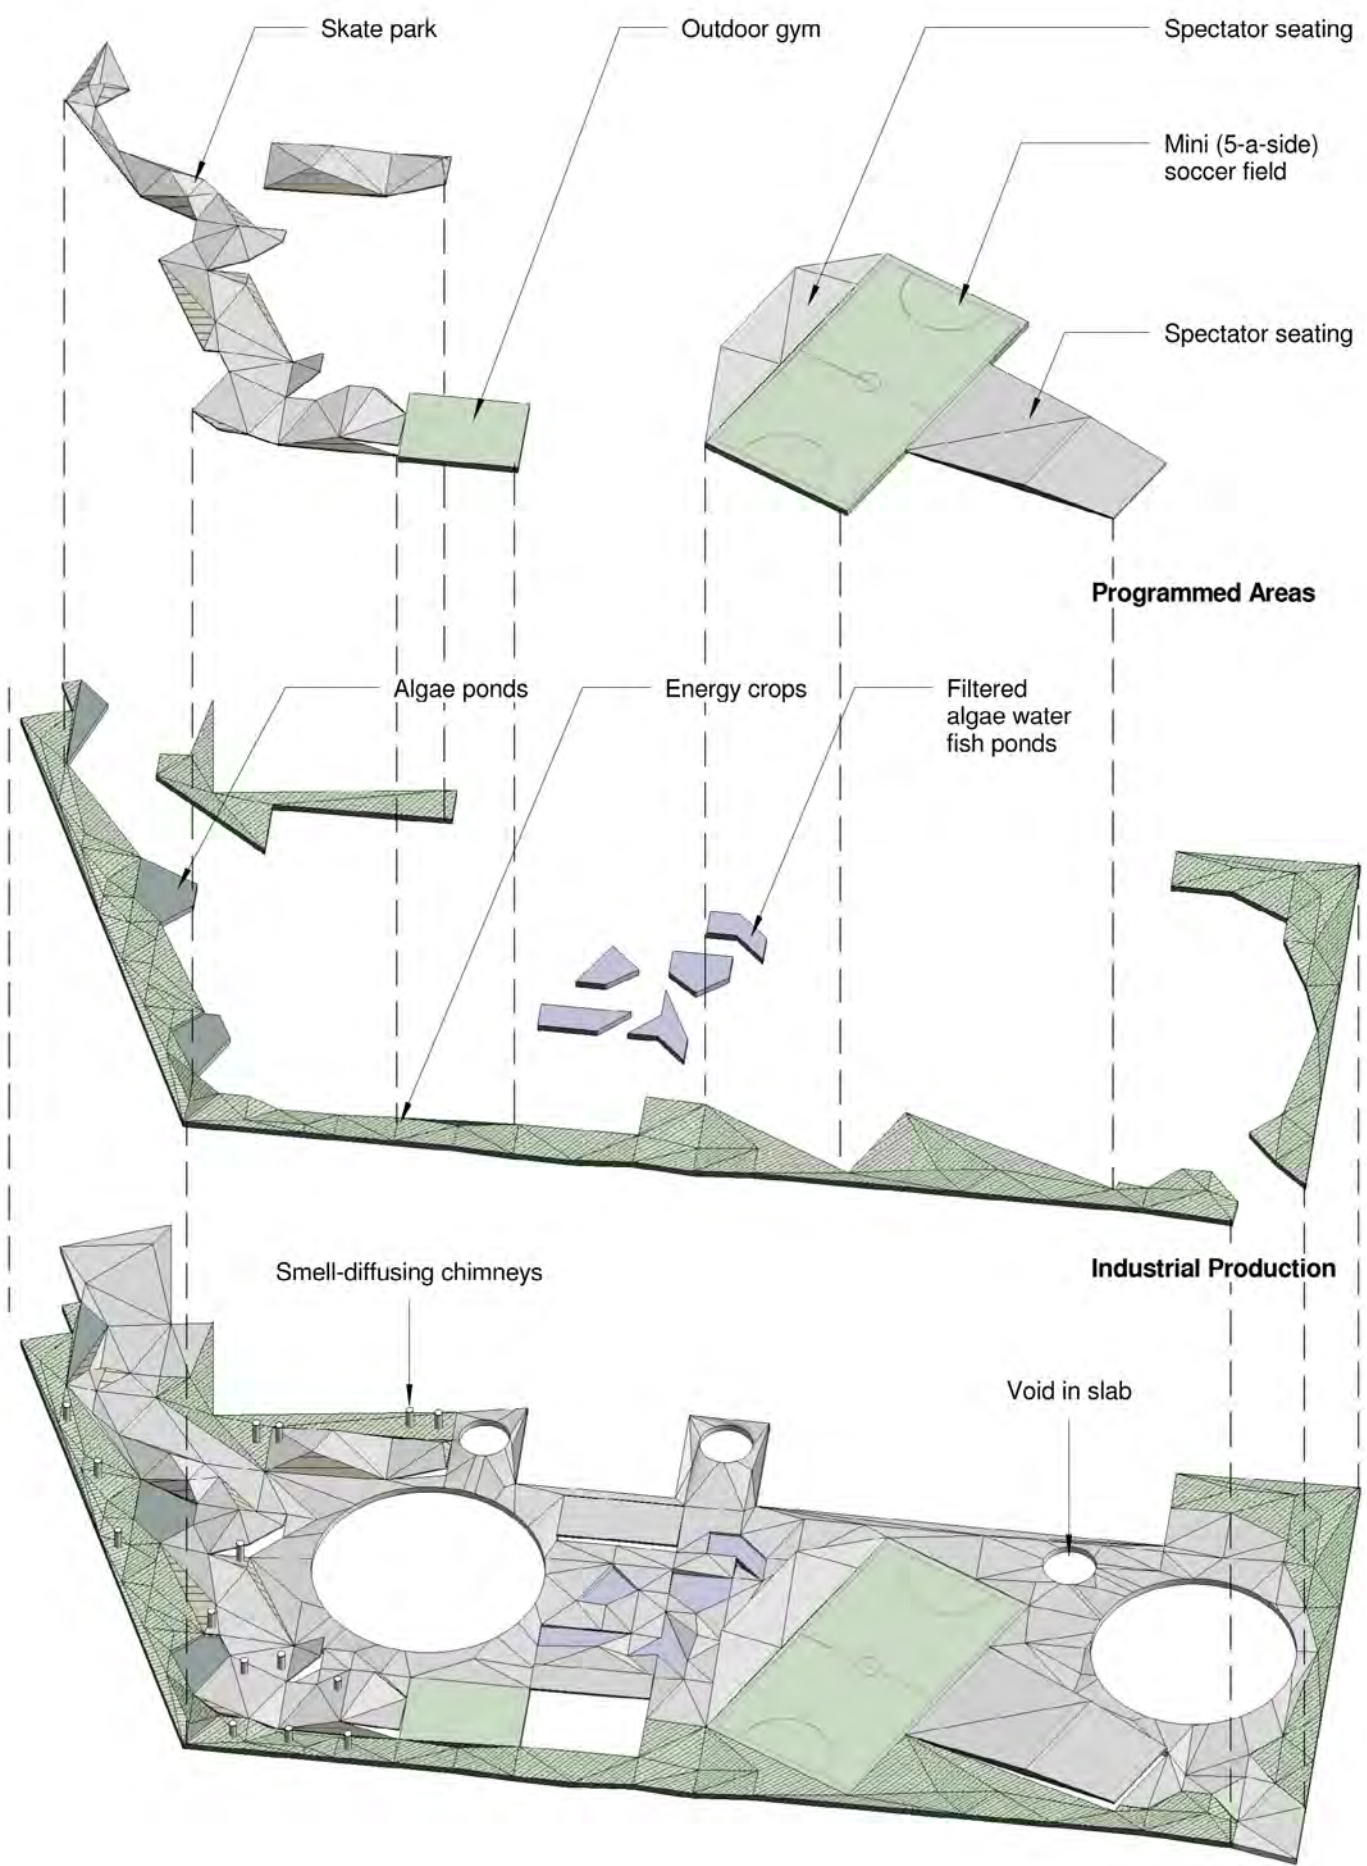 Skate park
Outdoor gym
Spectator seating
Mini (5-a-side)
soccer field
Spectator seating
Programmed Areas
Algae ponds
Energy crops
Filtered
algae water
fish ponds
Industrial Production
Smell-diffusing chimneys
Void in slab